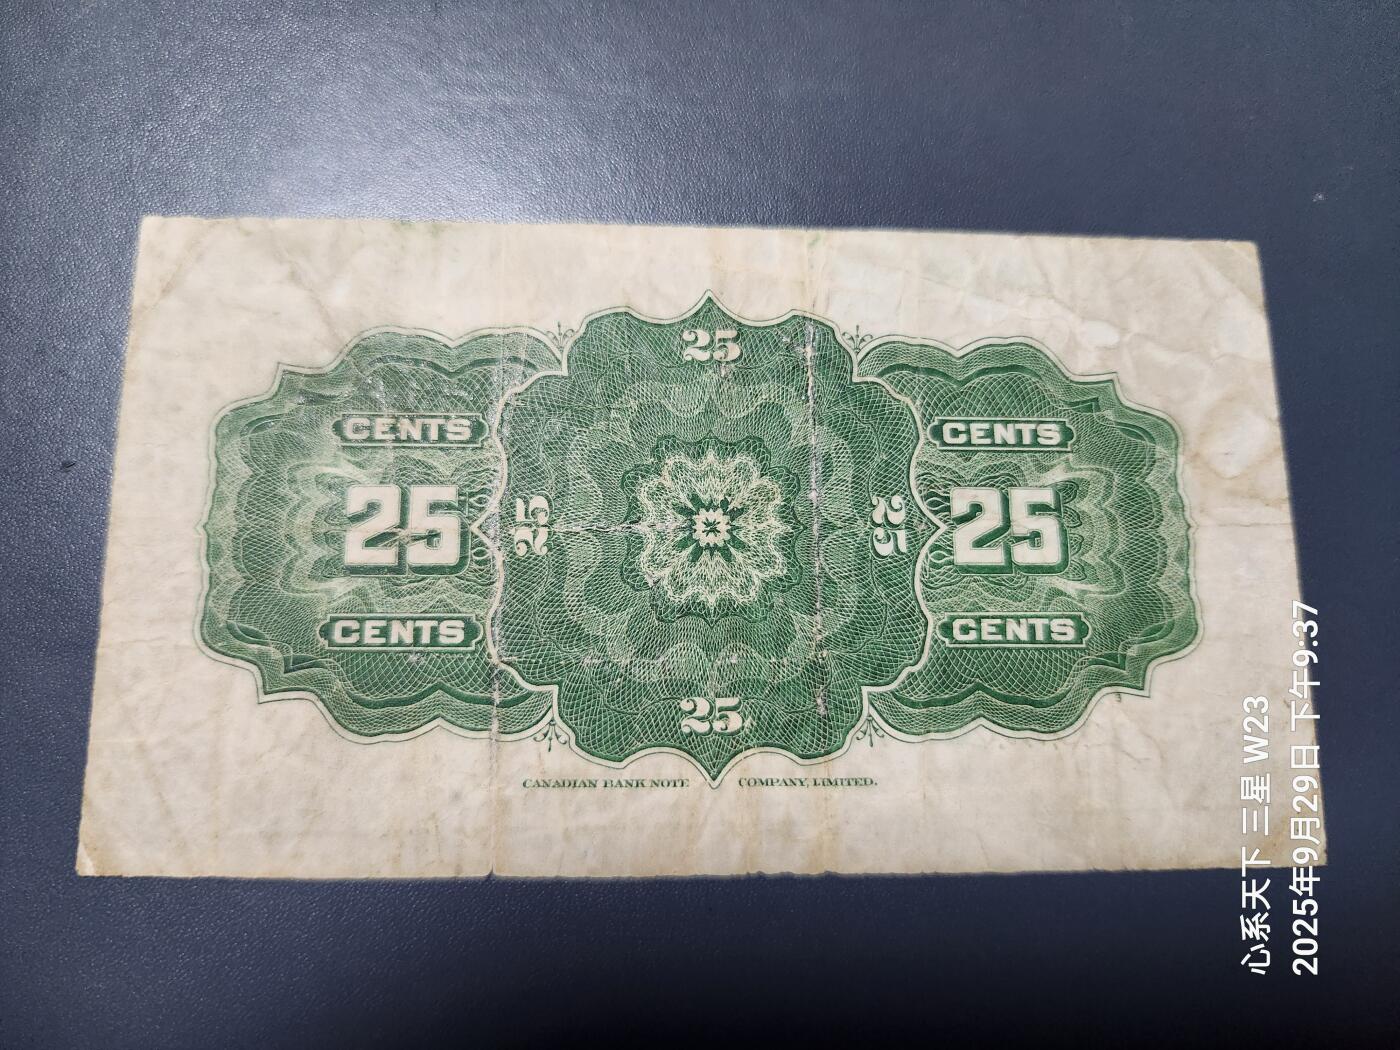 25
CENTS
CENTS
25
25
25
25
CENTS
CENTS
25
CANADIAN BANK NOTE COMPANY, LIMITED.
心系天下 三星 W23
2025年9月29日 下午9:37